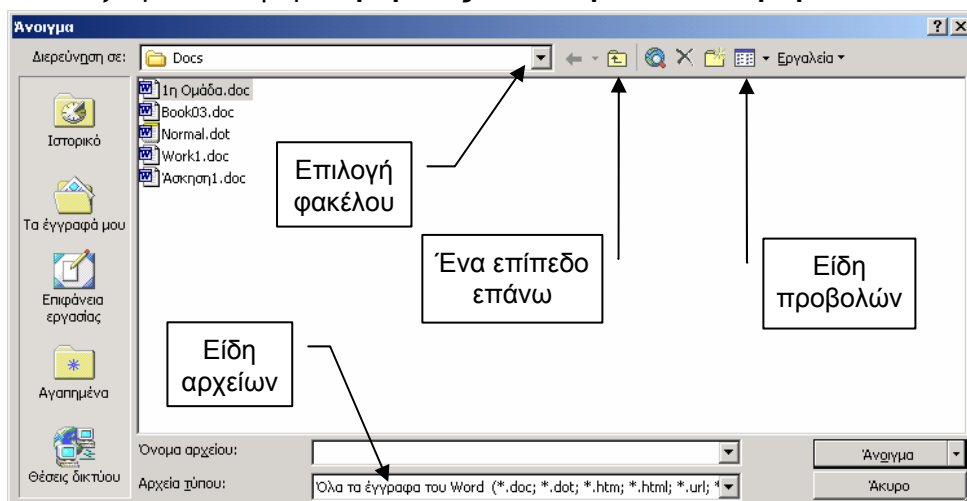 Άνοιγμα
Διερεύνηση σε: Docs Εργαλεία
1η Ομάδα.doc
Book03.doc
Normal.dot
Work1.doc
Άσκηση1.doc
Ιστορικό
Τα έγγραφά μου
Επιφάνεια
εργασίας
Αγαπημένα
Θέσεις δικτύου
Επιλογή
φακέλου
Ένα επίπεδο
επάνω
Είδη
προβολών
Είδη
αρχείων
Όνομα αρχείου:
Άνοιγμα
Αρχεία τύπου: Όλα τα έγγραφα του Word (*.doc; *.dot; *.htm; *.html; *.url; *
Άκυρο